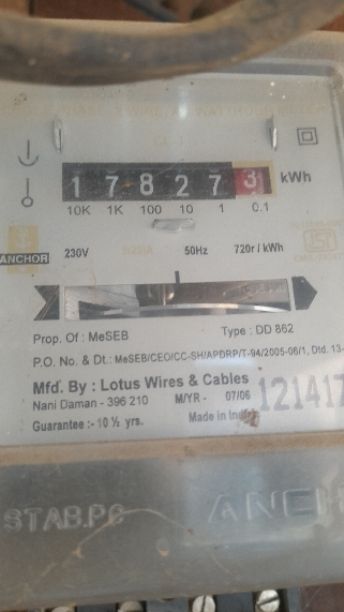 kWh
1 7 8 2 7 3
10K 1K 100 10 1 0.1
ANCHOR 230V 50Hz 720r / kWh
Prop. Of : MeSEB Type : DD 862
P.O. No. & Dt.: MeSEB/CEO/CC-SH/APDRP/T-94/2005-06/1, Dtd. 13-
Mfd. By : Lotus Wires & Cables
Nani Daman - 396 210 M/YR - 07/06 121417
Guarantee :- 10 ½ yrs. Made in
STAB.PC ANCH